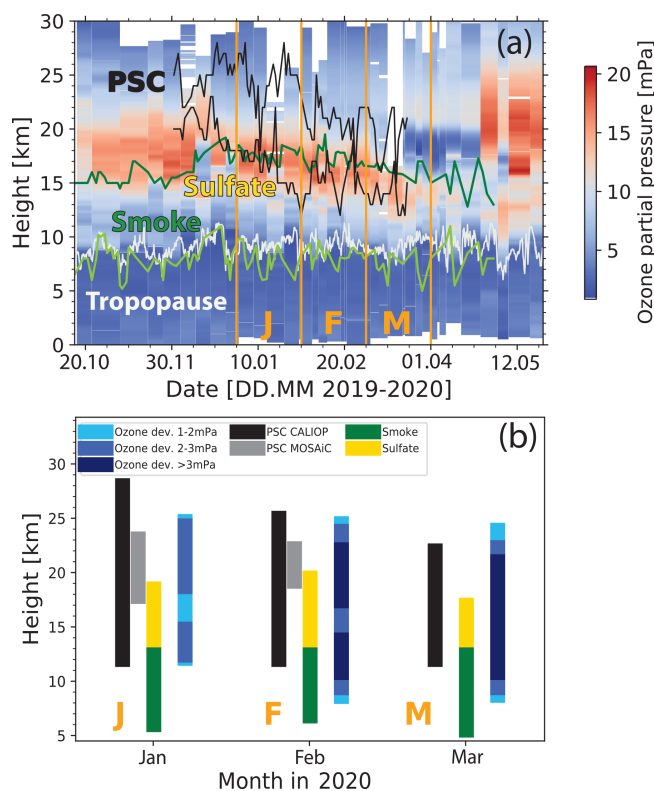 30
25
20
15
10
5
0
Height [km]
(a)
PSC
Sulfate
Smoke
Tropopause
J
F
M
20.10
30.11
10.01
20.02
01.04
12.05
Date [DD.MM 2019-2020]
20
15
10
5
Ozone partial pressure [mPa]
(b)
Ozone dev. 1-2mPa
Ozone dev. 2-3mPa
Ozone dev. >3mPa
PSC CALIOP
PSC MOSAiC
Smoke
Sulfate
30
25
20
15
10
5
Height [km]
J
F
M
Jan
Feb
Mar
Month in 2020